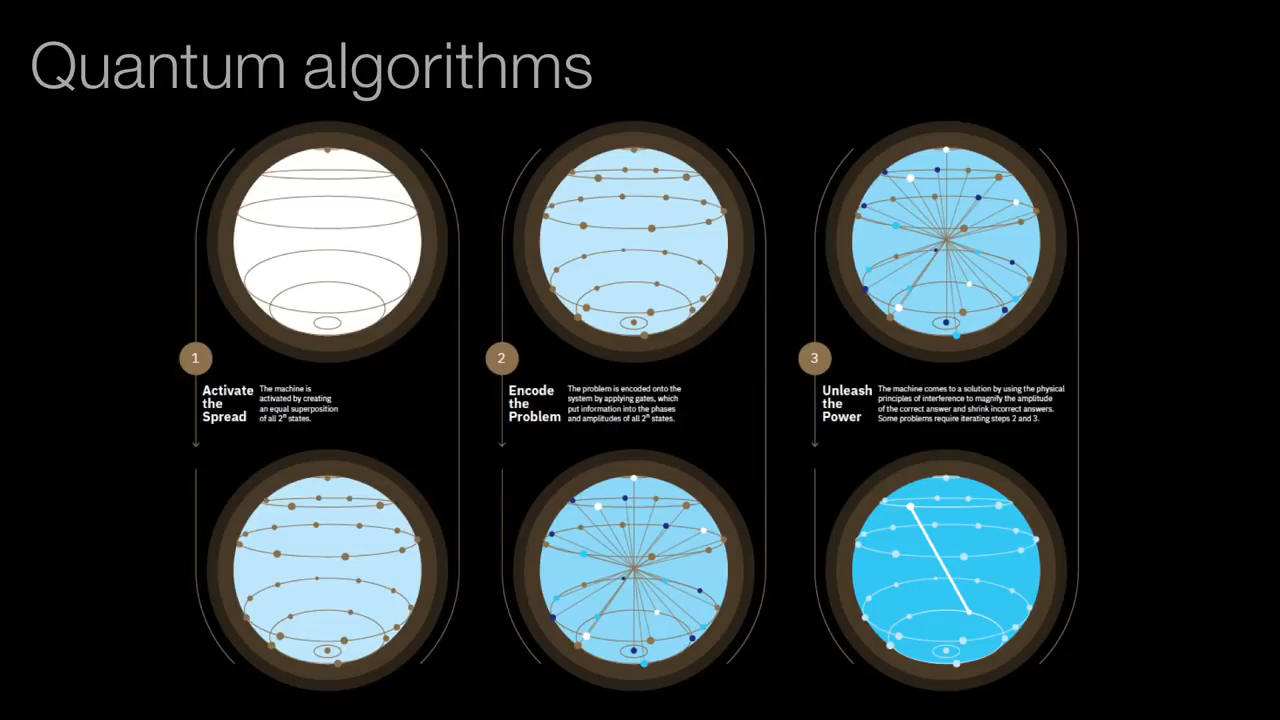 Quantum algorithms
1
Activate
the
Spread
The machine is
activated by creating
an equal superposition
of all 2ⁿ states.
2
Encode
the
Problem
The problem is encoded onto the
system by applying gates, which
put information into the phases
and amplitudes of all 2ⁿ states.
3
Unleash
the
Power
The machine comes to a solution by using the physical
principles of interference to magnify the amplitude
of the correct answer and shrink incorrect answers.
Some problems require iterating steps 2 and 3.